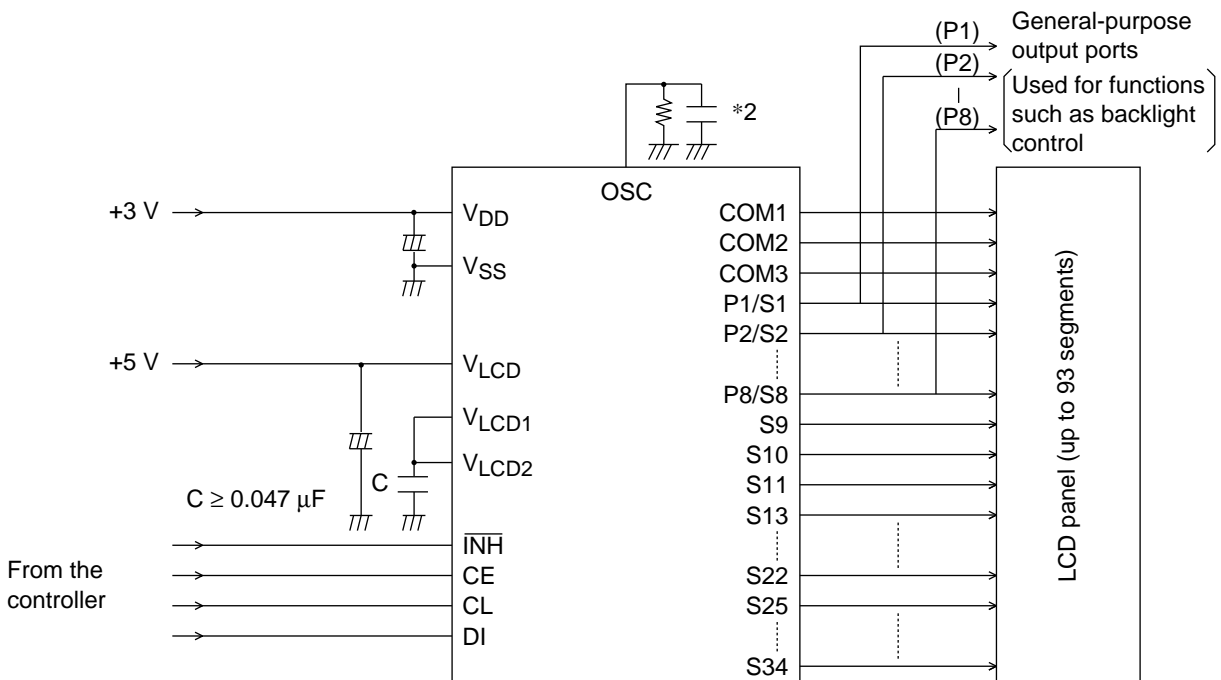 (P1)
General-purpose
output ports
(P2)
(P8)
Used for functions
such as backlight
control
*2
OSC
+3 V
VDD
VSS
+5 V
VLCD
VLCD1
VLCD2
C
C ≥ 0.047 μF
From the
controller
INH
CE
CL
DI
COM1
COM2
COM3
P1/S1
P2/S2
P8/S8
S9
S10
S11
S13
S22
S25
S34
LCD panel (up to 93 segments)